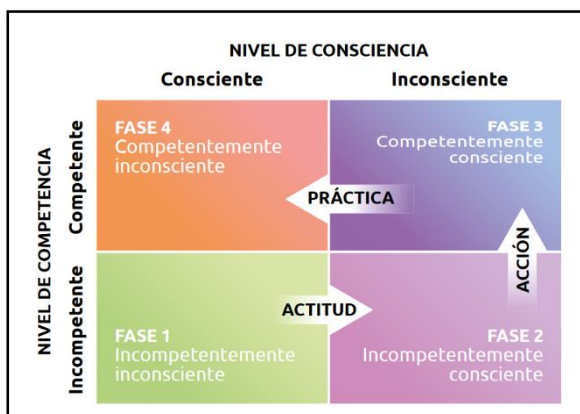 NIVEL DE CONSCIENCIA
Consciente
Inconsciente
NIVEL DE COMPETENCIA
Competente
Incompetente
FASE 4
Competentemente
inconsciente
FASE 3
Competentemente
consciente
PRÁCTICA
ACCIÓN
ACTITUD
FASE 1
Incompetentemente
inconsciente
FASE 2
Incompetentemente
consciente